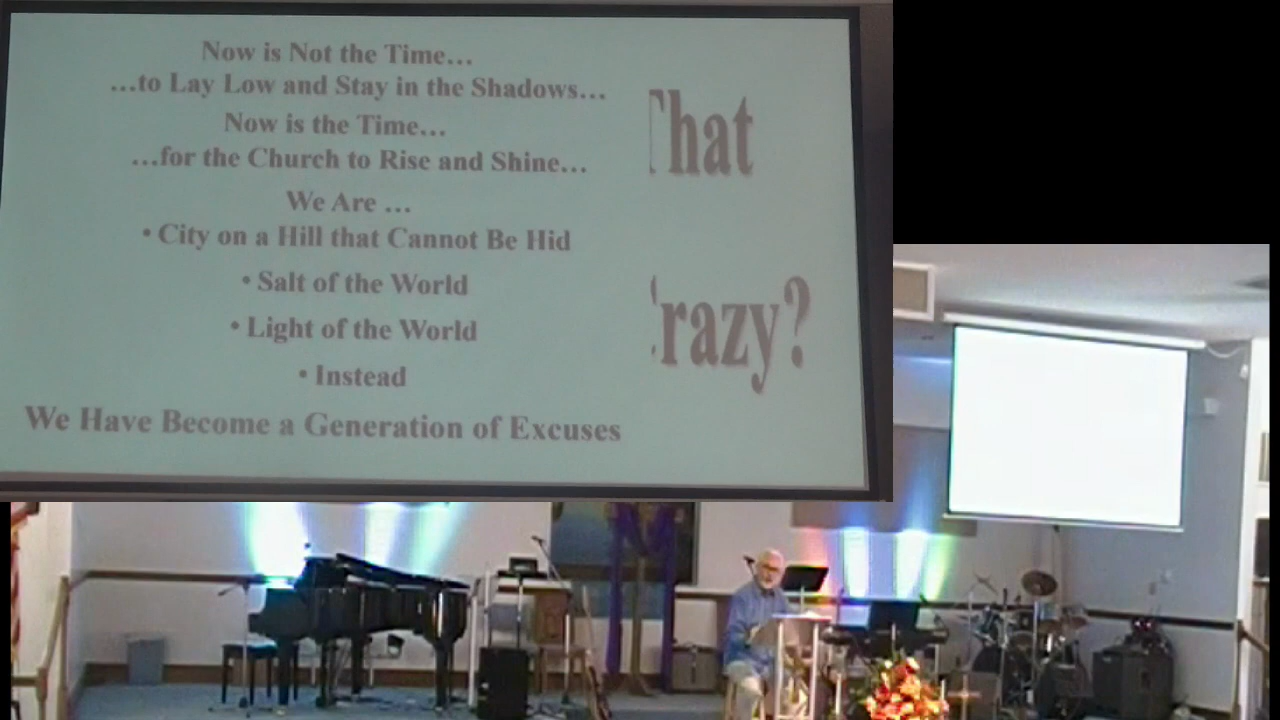 Now is Not the Time...
...to Lay Low and Stay in the Shadows...
Now is the Time...
...for the Church to Rise and Shine...
We Are ...
• City on a Hill that Cannot Be Hid
• Salt of the World
• Light of the World
• Instead
We Have Become a Generation of Excuses
That
Crazy?